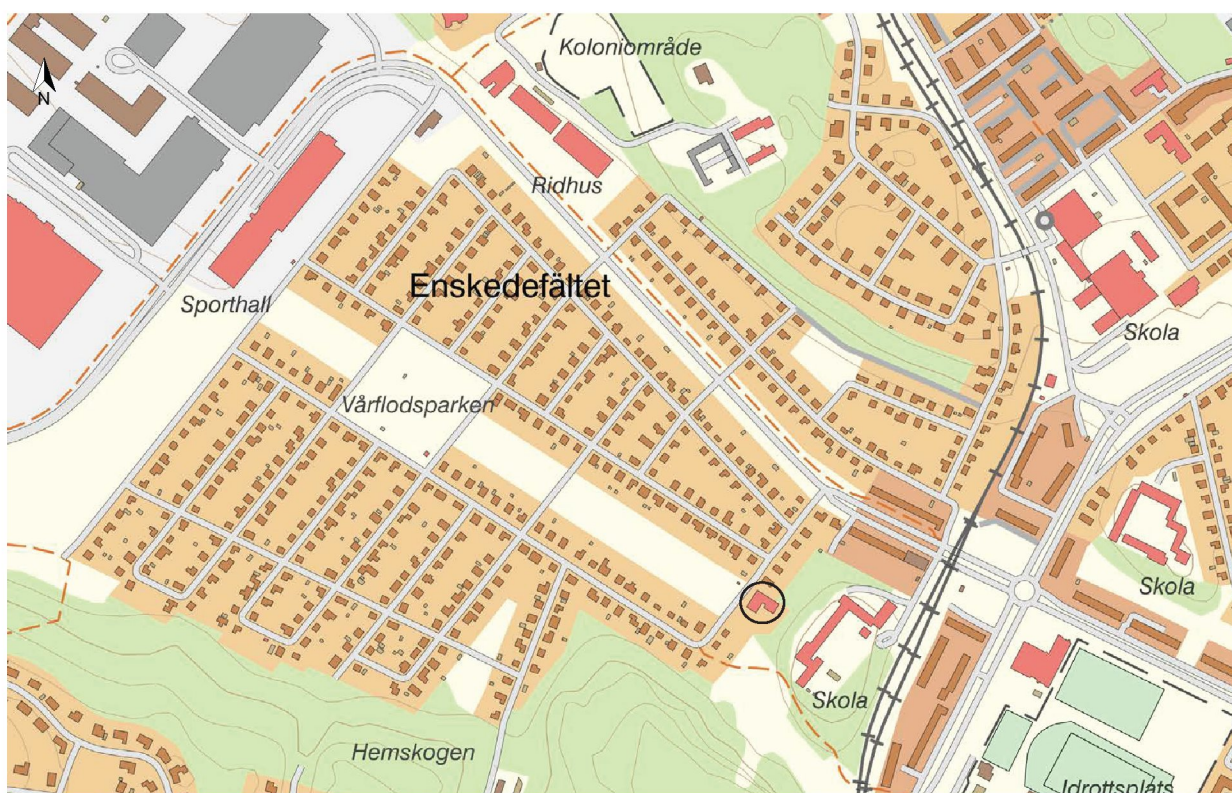 Koloniområde
N
Ridhus
Enskedefältet
Sporthall
Skola
Vårflodsparken
Skola
Skola
Hemskogen
Idrottsplats